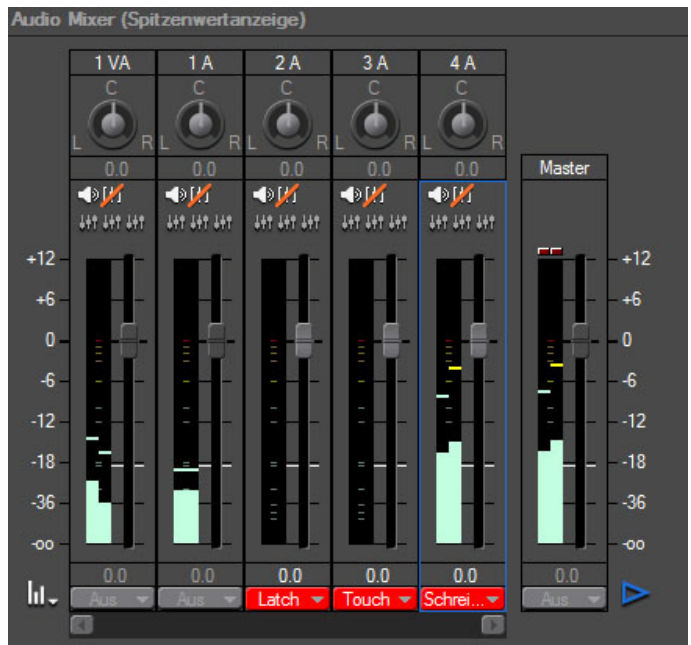 Audio Mixer (Spitzenwertanzeige)
1 VA 1 A 2 A 3 A 4 A
C C C C C
L R L R L R L R L R
0.0 0.0 0.0 0.0 0.0 Master
+12 +12
+6 +6
0 0
-6 -6
-12 -12
-18 -18
-36 -36
-oo -oo
0.0 0.0 0.0 0.0 0.0 0.0
Aus Aus Latch Touch Schrei... Aus